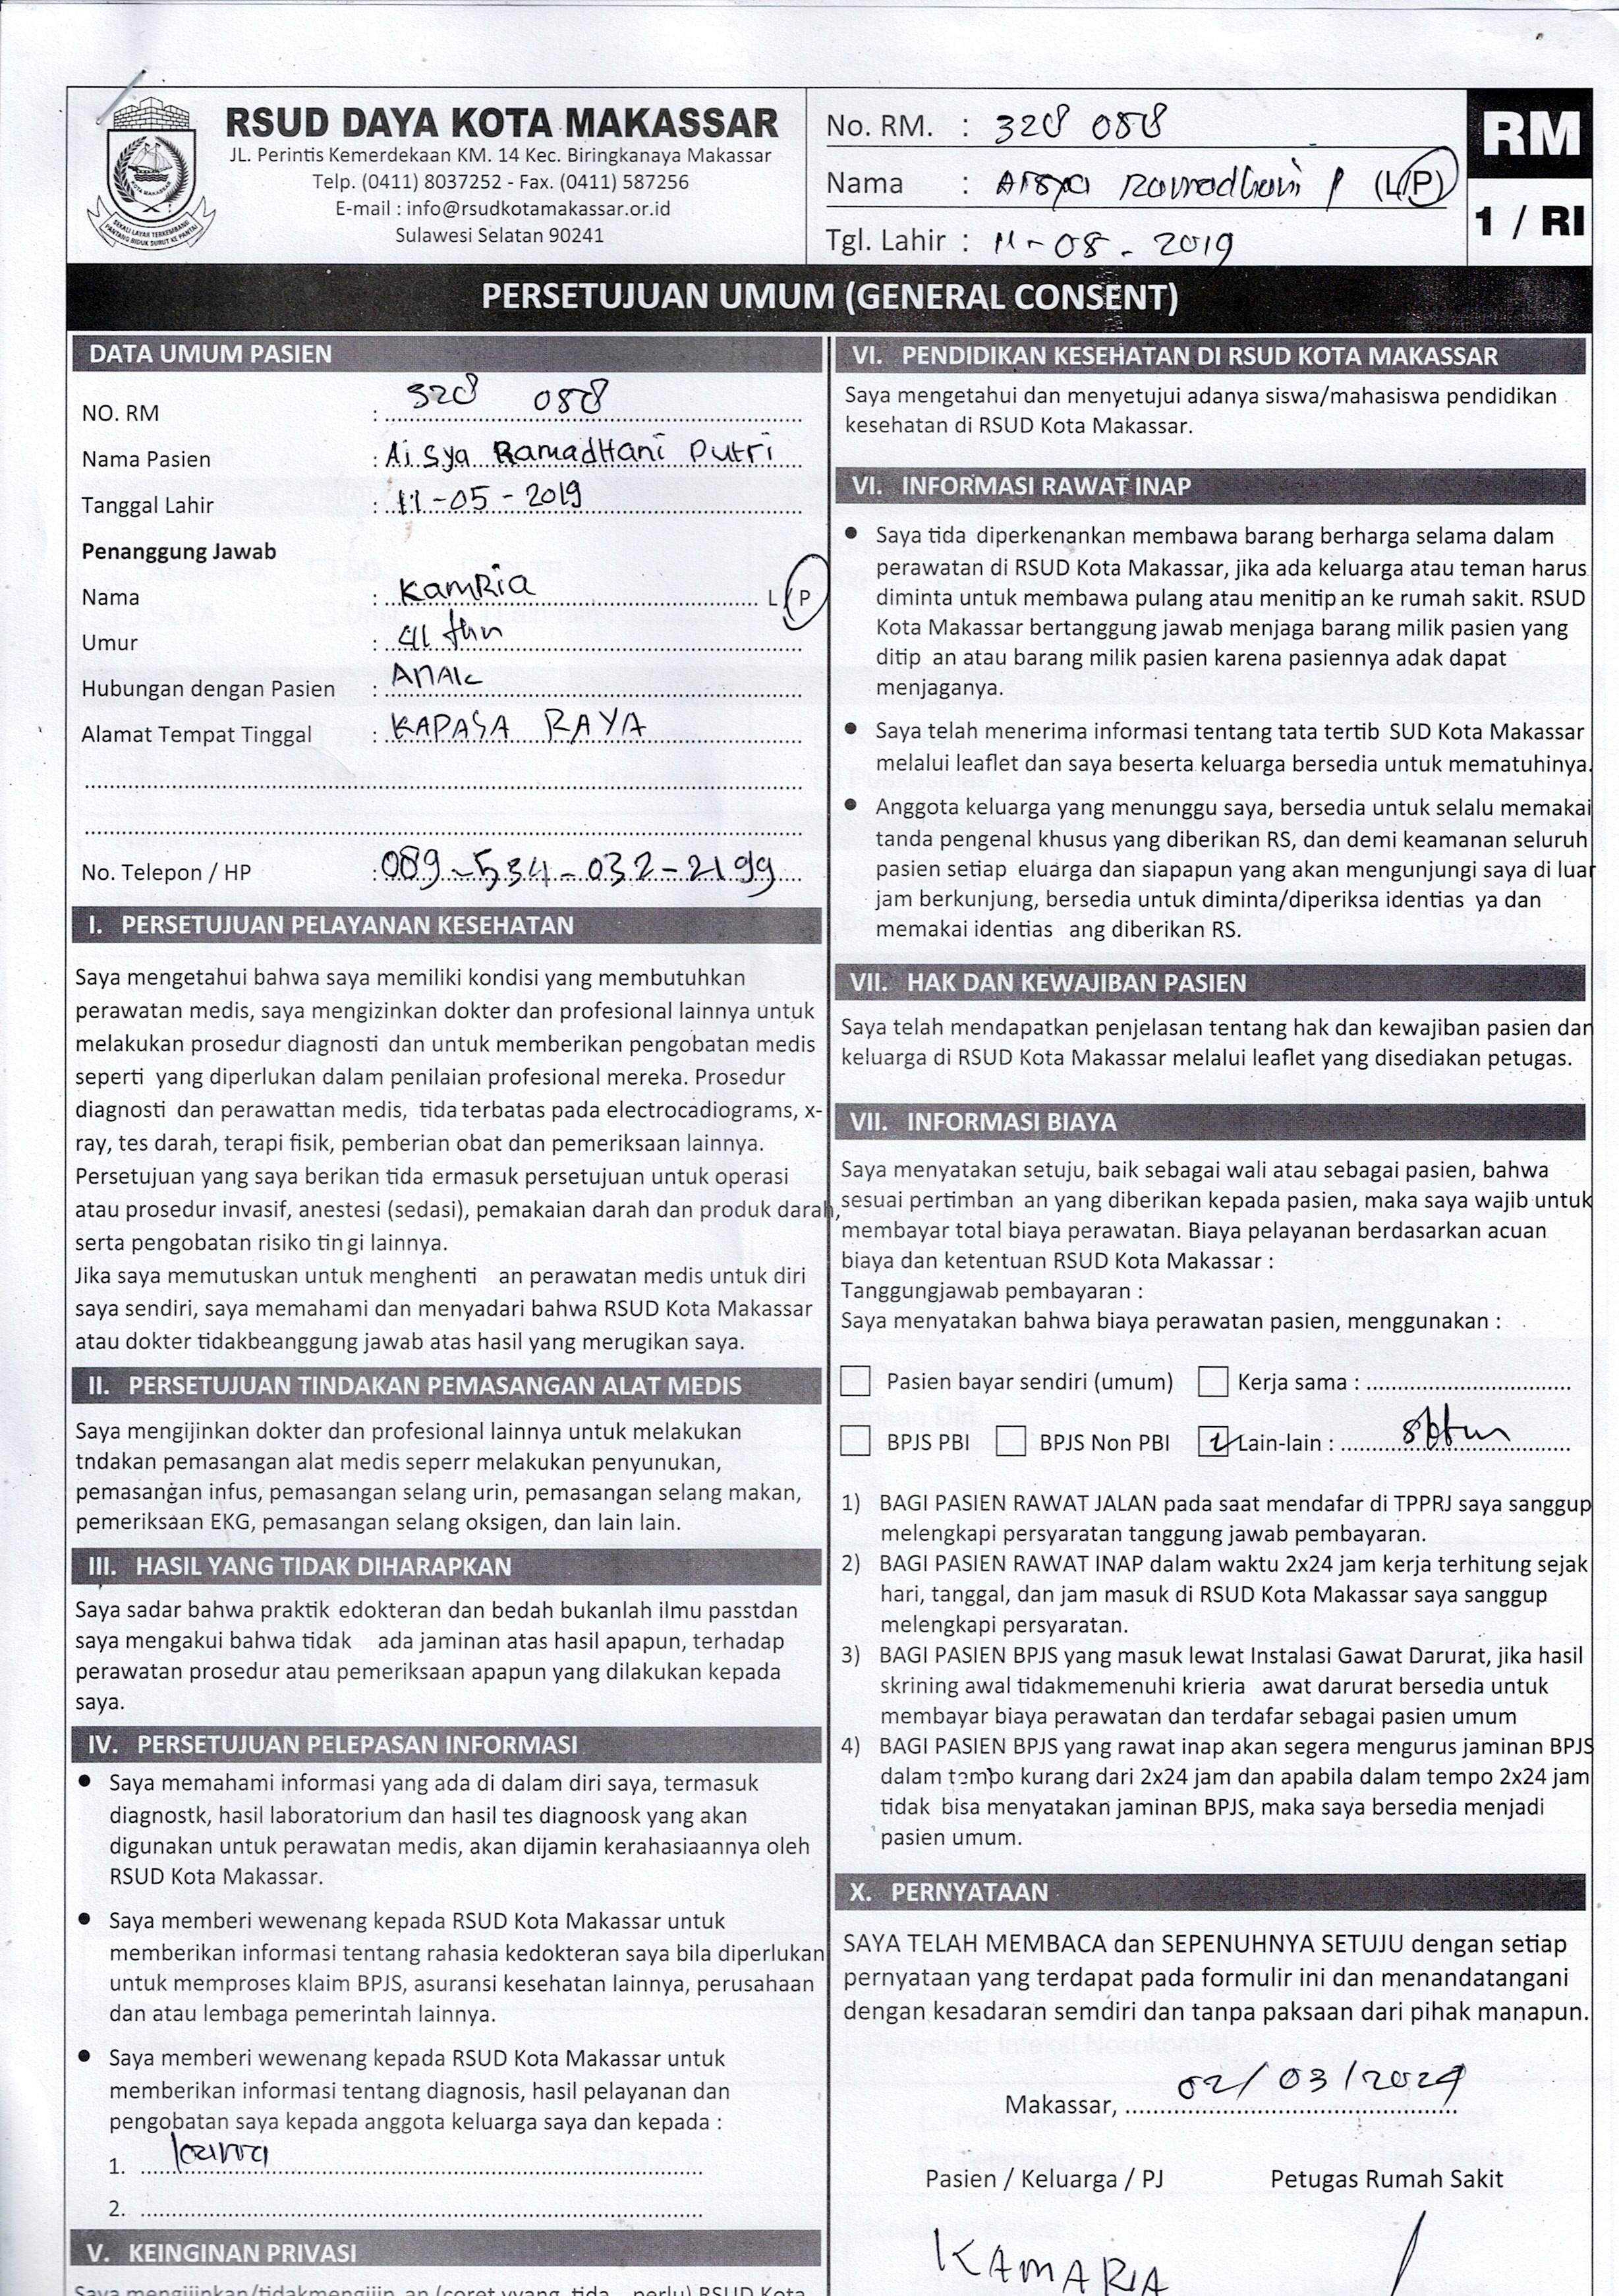 RSUD DAYA KOTA MAKASSAR
JL. Perintis Kemerdekaan KM. 14 Kec. Biringkanaya Makassar
Telp. (0411) 8037252 - Fax. (0411) 587256
E-mail : info@rsudkotamakassar.or.id
Sulawesi Selatan 90241
KOTA MAKASSAR
SEKALI LAYAR TERKEMBANG
PANTANG BIDUK SURUT KE PANTAI
No. RM. : 328 088
Nama : Aisya Ramadhani P (L/P)
Tgl. Lahir : 11-08-2019
RM
1 / RI
PERSETUJUAN UMUM (GENERAL CONSENT)
DATA UMUM PASIEN
NO. RM : 328 088
Nama Pasien : Aisya RamadHani Putri
Tanggal Lahir : 11-05-2019
Penanggung Jawab
Nama : KamRia L/P
Umur : 41 thn
Hubungan dengan Pasien : ANAK
Alamat Tempat Tinggal : KAPASA RAYA
No. Telepon / HP : 089-534-032-2199
I. PERSETUJUAN PELAYANAN KESEHATAN
Saya mengetahui bahwa saya memiliki kondisi yang membutuhkan
perawatan medis, saya mengizinkan dokter dan profesional lainnya untuk
melakukan prosedur diagnosti dan untuk memberikan pengobatan medis
seperti yang diperlukan dalam penilaian profesional mereka. Prosedur
diagnosti dan perawattan medis, tida terbatas pada electrocadiograms, x-
ray, tes darah, terapi fisik, pemberian obat dan pemeriksaan lainnya.
Persetujuan yang saya berikan tida ermasuk persetujuan untuk operasi
atau prosedur invasif, anestesi (sedasi), pemakaian darah dan produk darah,
serta pengobatan risiko tin gi lainnya.
Jika saya memutuskan untuk menghenti an perawatan medis untuk diri
saya sendiri, saya memahami dan menyadari bahwa RSUD Kota Makassar
atau dokter tidakbeanggung jawab atas hasil yang merugikan saya.
II. PERSETUJUAN TINDAKAN PEMASANGAN ALAT MEDIS
Saya mengijinkan dokter dan profesional lainnya untuk melakukan
tndakan pemasangan alat medis seperr melakukan penyunukan,
pemasangan infus, pemasangan selang urin, pemasangan selang makan,
pemeriksaan EKG, pemasangan selang oksigen, dan lain lain.
III. HASIL YANG TIDAK DIHARAPKAN
Saya sadar bahwa praktik edokteran dan bedah bukanlah ilmu passtdan
saya mengakui bahwa tidak ada jaminan atas hasil apapun, terhadap
perawatan prosedur atau pemeriksaan apapun yang dilakukan kepada
saya.
IV. PERSETUJUAN PELEPASAN INFORMASI
● Saya memahami informasi yang ada di dalam diri saya, termasuk
diagnostk, hasil laboratorium dan hasil tes diagnoosk yang akan
digunakan untuk perawatan medis, akan dijamin kerahasiaannya oleh
RSUD Kota Makassar.
● Saya memberi wewenang kepada RSUD Kota Makassar untuk
memberikan informasi tentang rahasia kedokteran saya bila diperlukan
untuk memproses klaim BPJS, asuransi kesehatan lainnya, perusahaan
dan atau lembaga pemerintah lainnya.
● Saya memberi wewenang kepada RSUD Kota Makassar untuk
memberikan informasi tentang diagnosis, hasil pelayanan dan
pengobatan saya kepada anggota keluarga saya dan kepada :
1.
2.
V. KEINGINAN PRIVASI
Saya mengijinkan/tidakmengijin an (coret yyang tida perlu) RSUD Kota
VI. PENDIDIKAN KESEHATAN DI RSUD KOTA MAKASSAR
Saya mengetahui dan menyetujui adanya siswa/mahasiswa pendidikan
kesehatan di RSUD Kota Makassar.
VI. INFORMASI RAWAT INAP
● Saya tida diperkenankan membawa barang berharga selama dalam
perawatan di RSUD Kota Makassar, jika ada keluarga atau teman harus
diminta untuk membawa pulang atau menitip an ke rumah sakit. RSUD
Kota Makassar bertanggung jawab menjaga barang milik pasien yang
ditip an atau barang milik pasien karena pasiennya adak dapat
menjaganya.
● Saya telah menerima informasi tentang tata tertib SUD Kota Makassar
melalui leaflet dan saya beserta keluarga bersedia untuk mematuhinya.
● Anggota keluarga yang menunggu saya, bersedia untuk selalu memakai
tanda pengenal khusus yang diberikan RS, dan demi keamanan seluruh
pasien setiap eluarga dan siapapun yang akan mengunjungi saya di luar
jam berkunjung, bersedia untuk diminta/diperiksa identias ya dan
memakai identias ang diberikan RS.
VII. HAK DAN KEWAJIBAN PASIEN
Saya telah mendapatkan penjelasan tentang hak dan kewajiban pasien dan
keluarga di RSUD Kota Makassar melalui leaflet yang disediakan petugas.
VII. INFORMASI BIAYA
Saya menyatakan setuju, baik sebagai wali atau sebagai pasien, bahwa
sesuai pertimban an yang diberikan kepada pasien, maka saya wajib untuk
membayar total biaya perawatan. Biaya pelayanan berdasarkan acuan
biaya dan ketentuan RSUD Kota Makassar :
Tanggungjawab pembayaran :
Saya menyatakan bahwa biaya perawatan pasien, menggunakan :
Pasien bayar sendiri (umum) Kerja sama :
BPJS PBI BPJS Non PBI Lain-lain :
1) BAGI PASIEN RAWAT JALAN pada saat mendafar di TPPRJ saya sanggup
melengkapi persyaratan tanggung jawab pembayaran.
2) BAGI PASIEN RAWAT INAP dalam waktu 2x24 jam kerja terhitung sejak
hari, tanggal, dan jam masuk di RSUD Kota Makassar saya sanggup
melengkapi persyaratan.
3) BAGI PASIEN BPJS yang masuk lewat Instalasi Gawat Darurat, jika hasil
skrining awal tidakmemenuhi krieria awat darurat bersedia untuk
membayar biaya perawatan dan terdafar sebagai pasien umum
4) BAGI PASIEN BPJS yang rawat inap akan segera mengurus jaminan BPJS
dalam tempo kurang dari 2x24 jam dan apabila dalam tempo 2x24 jam
tidak bisa menyatakan jaminan BPJS, maka saya bersedia menjadi
pasien umum.
X. PERNYATAAN
SAYA TELAH MEMBACA dan SEPENUHNYA SETUJU dengan setiap
pernyataan yang terdapat pada formulir ini dan menandatangani
dengan kesadaran semdiri dan tanpa paksaan dari pihak manapun.
Makassar, 02/03/2024
Pasien / Keluarga / PJ Petugas Rumah Sakit
KAMARIA